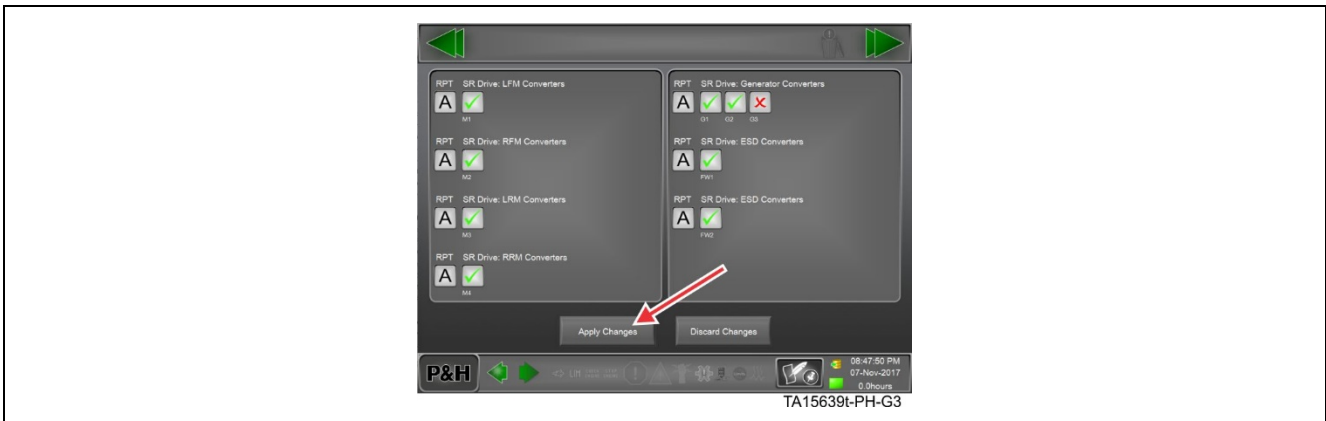 RPT SR Drive: LFM Converters
A
M1
RPT SR Drive: RFM Converters
A
M2
RPT SR Drive: LRM Converters
A
M3
RPT SR Drive: RRM Converters
A
M4
RPT SR Drive: Generator Converters
A
G1 G2 G3
RPT SR Drive: ESD Converters
A
FW1
RPT SR Drive: ESD Converters
A
FW2
Apply Changes Discard Changes
P&H
LIM
08:47:50 PM
07-Nov-2017
0.0hours
TA15639t-PH-G3